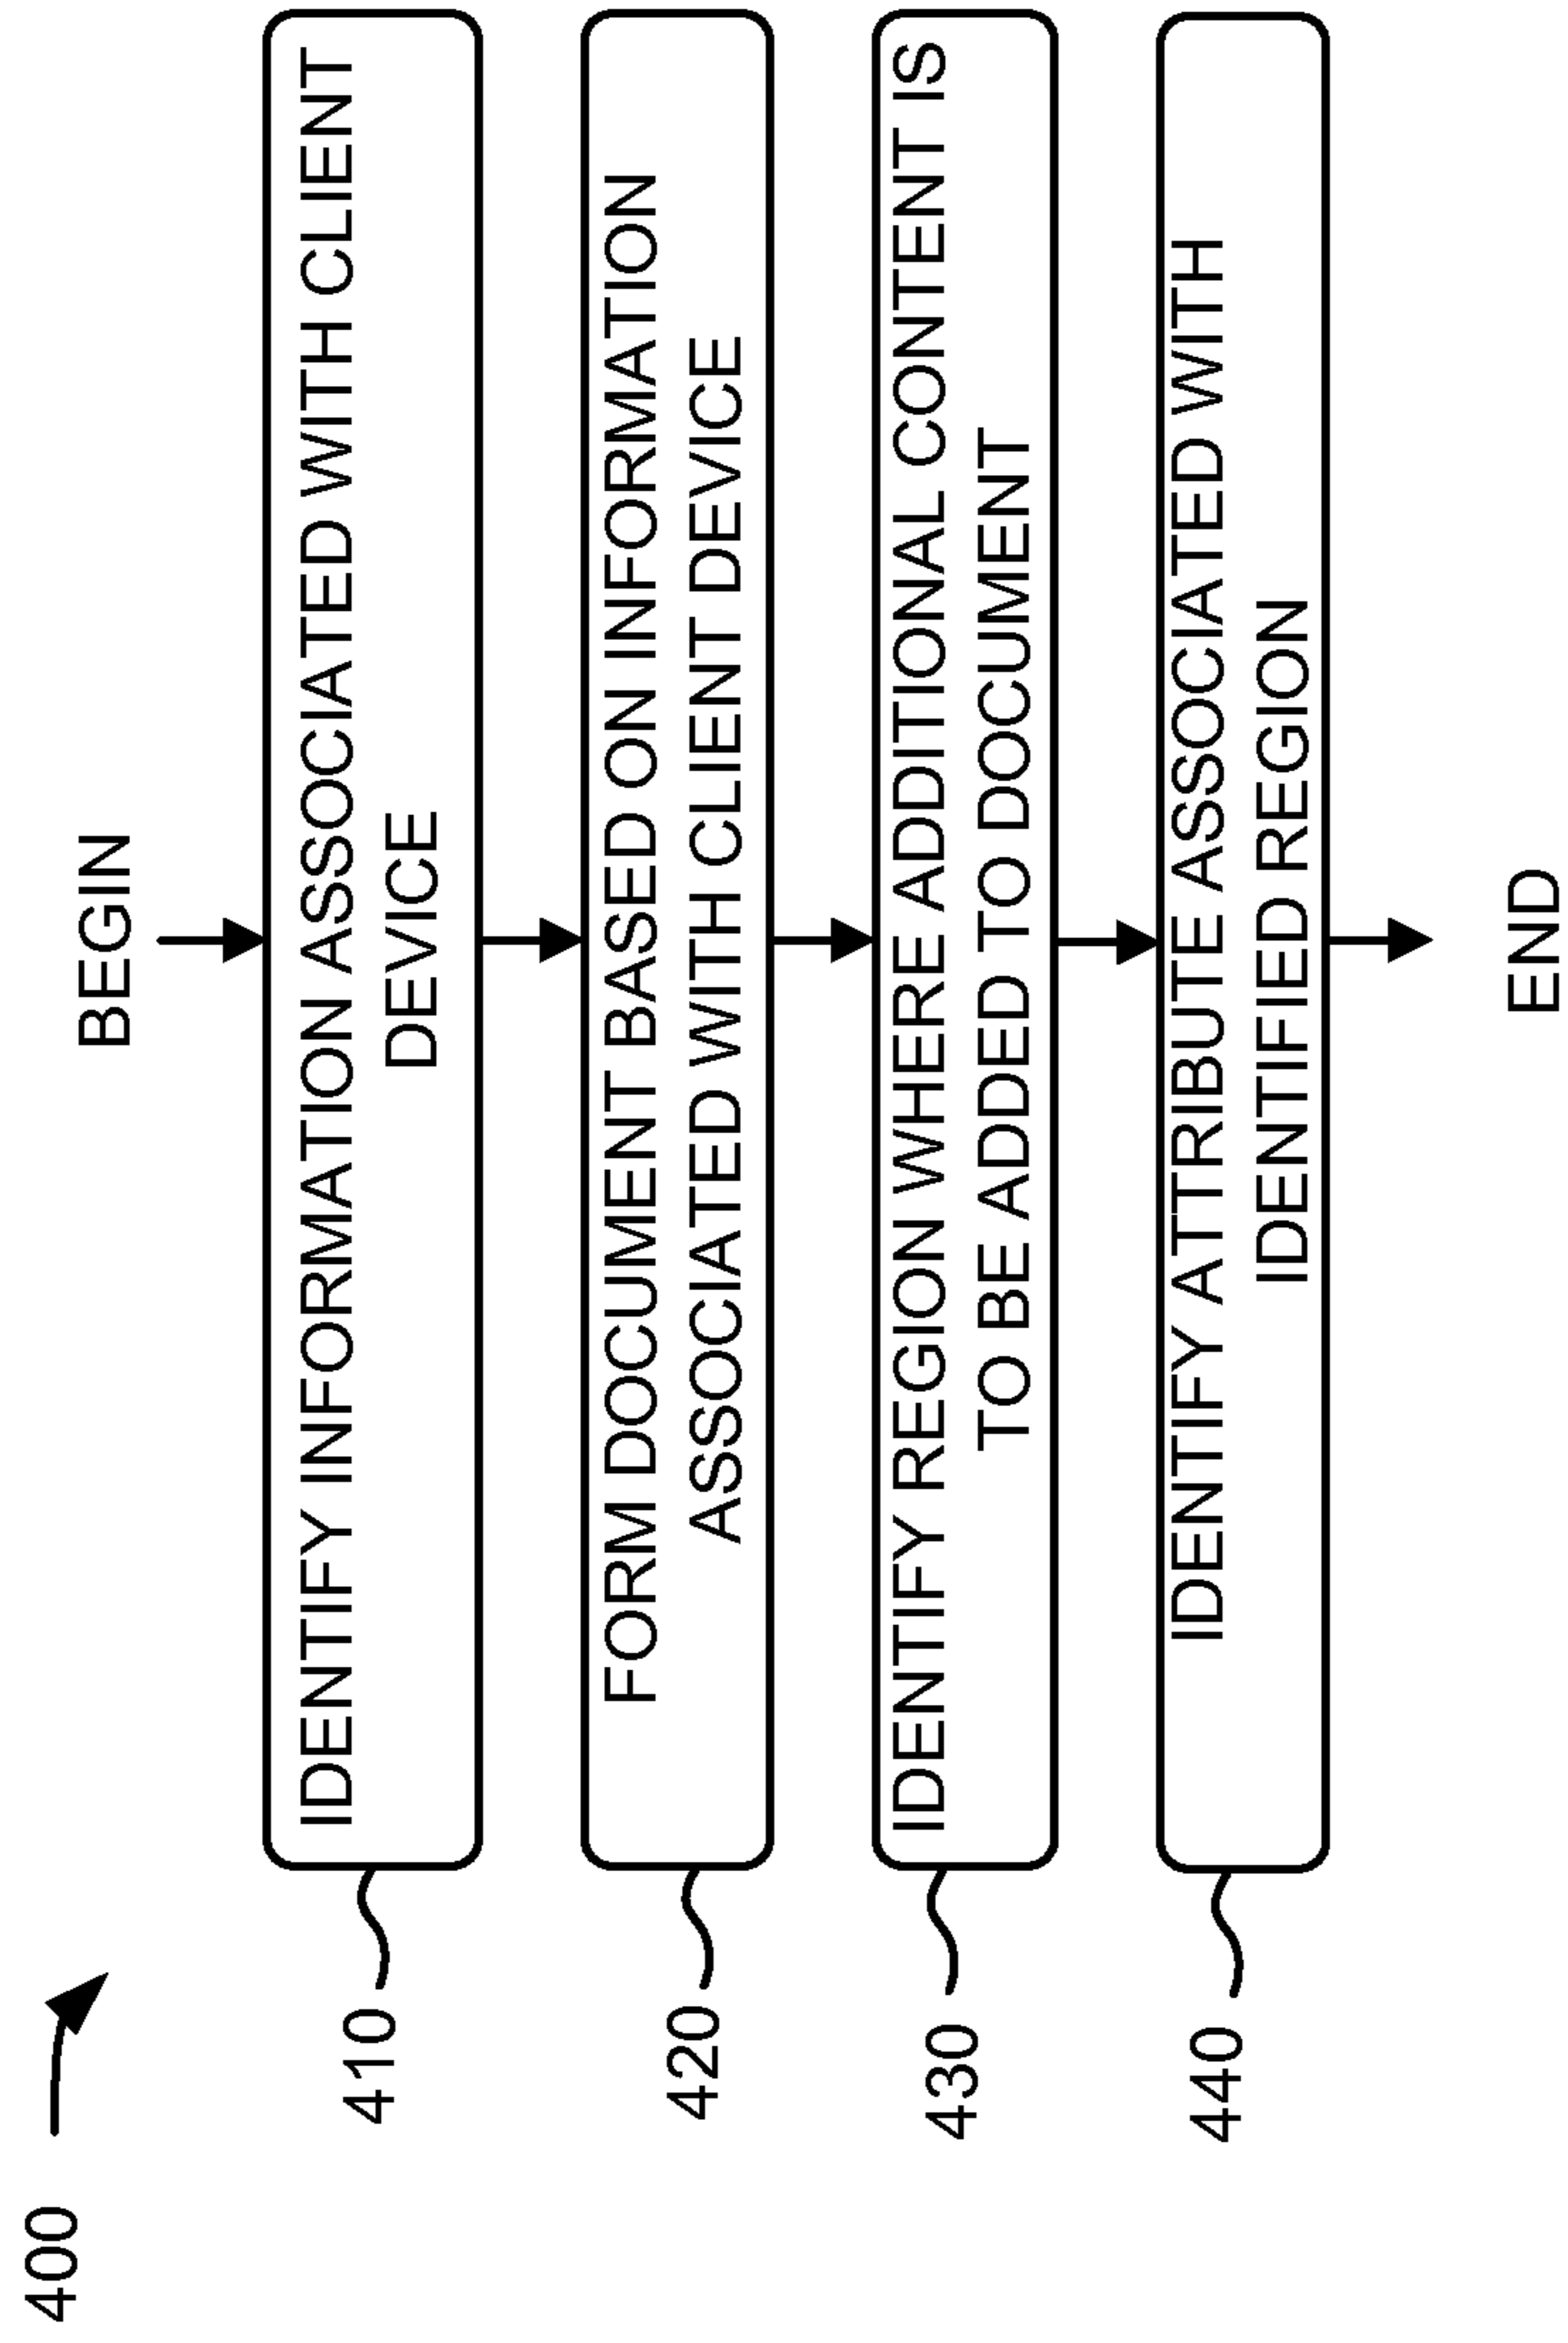 400
BEGIN
410
IDENTIFY INFORMATION ASSOCIATED WITH CLIENT
DEVICE
420
FORM DOCUMENT BASED ON INFORMATION
ASSOCIATED WITH CLIENT DEVICE
430
IDENTIFY REGION WHERE ADDITIONAL CONTENT IS
TO BE ADDED TO DOCUMENT
440
IDENTIFY ATTRIBUTE ASSOCIATED WITH
IDENTIFIED REGION
END